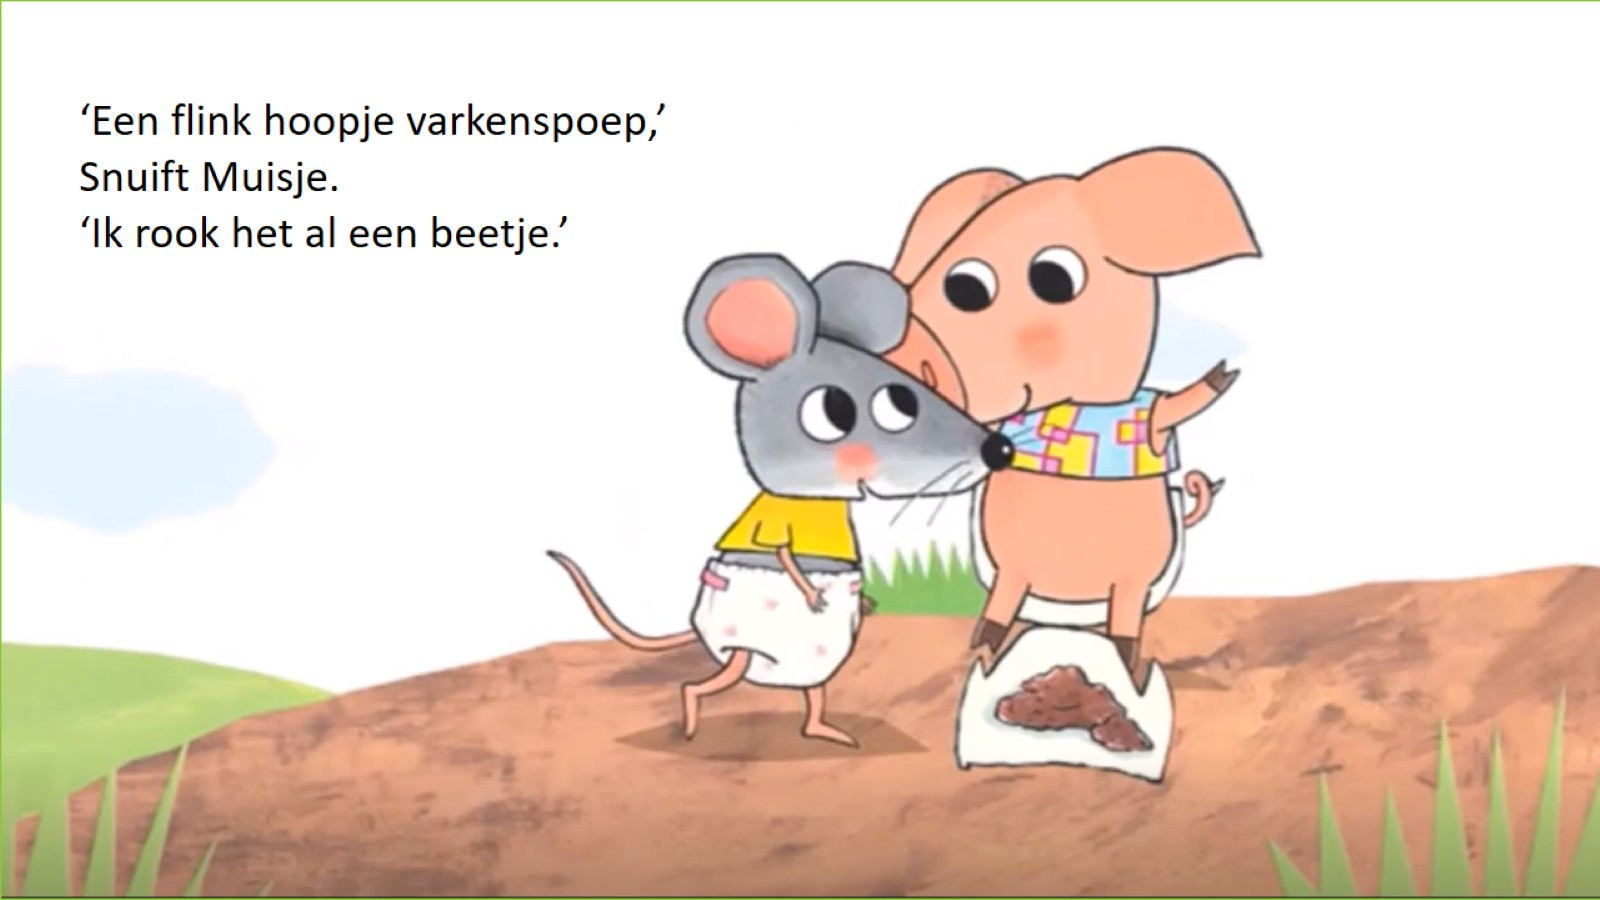 ‘Een flink hoopje varkenspoep,’
Snuift Muisje.
‘Ik rook het al een beetje.’